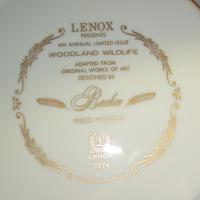 LENOX
PRESENTS
AN ANNUAL LIMITED ISSUE
WOODLAND WILDLIFE
ADAPTED FROM
ORIGINAL WORKS OF ART
DESIGNED BY
Boehm
RED FOXES
L
LENOX
1974